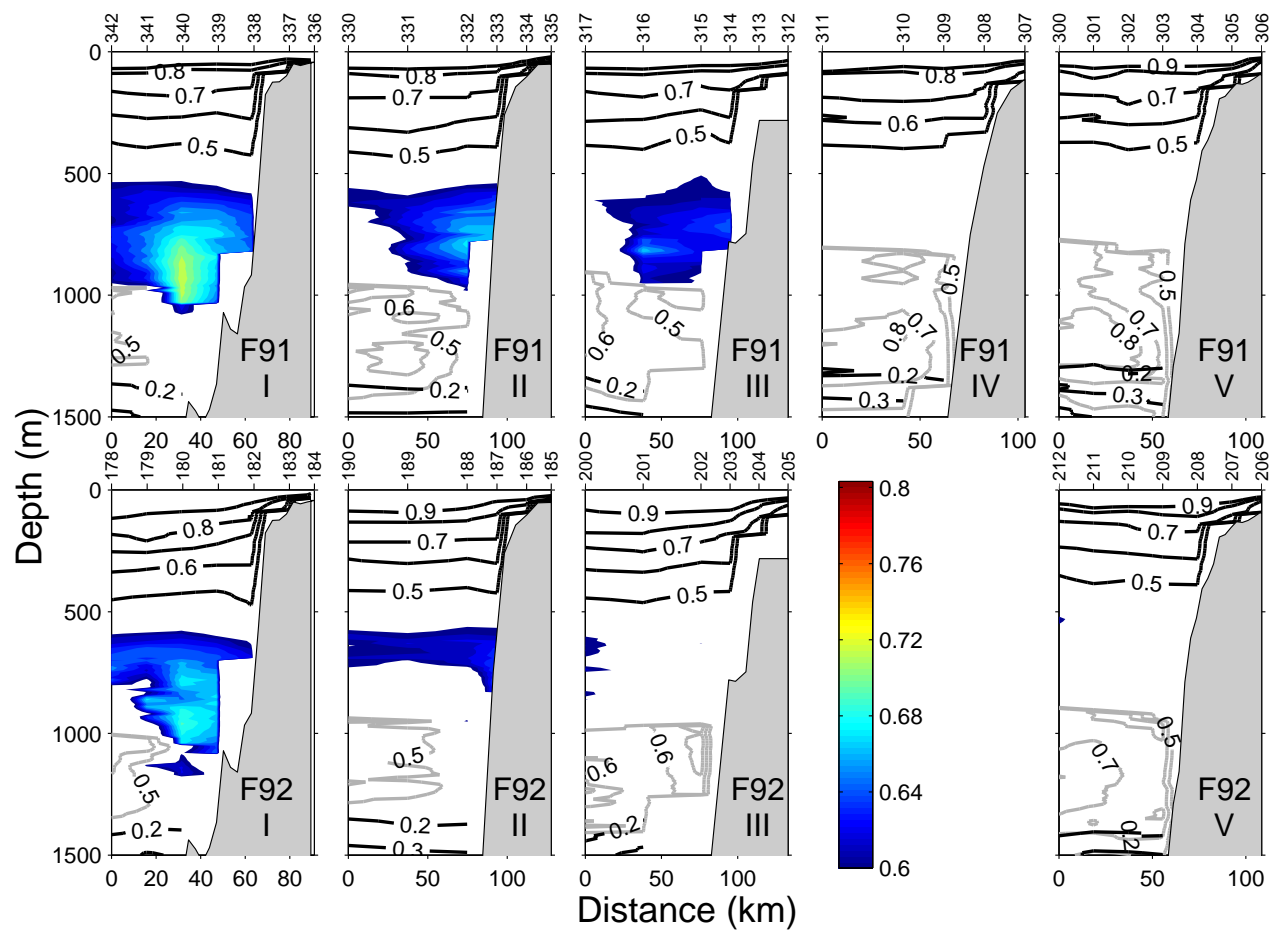 342 341 340 339 338 337 336
330 331 332 333 334 335
317 316 315 314 313 312
311 310 309 308 307
300 301 302 303 304 305 306
0
500
1000
1500
0.8
0.7
0.5
0.5
0.2
F91
I
0 20 40 60 80
0.8
0.7
0.5
0.6
0.5
0.2
F91
II
0 50 100
0.7
0.5
0.5
0.6
0.2
F91
III
0 50 100
0.8
0.6
0.5
0.7
0.8
0.2
0.3
F91
IV
0 50 100
0.9
0.7
0.5
0.5
0.7
0.8
0.2
0.3
F91
V
0 50 100
Depth (m)
178 179 180 181 182 183 184
190 189 188 187 186 185
200 201 202 203 204 205
212 211 210 209 208 207 206
0
500
1000
1500
0.8
0.6
0.5
0.2
F92
I
0 20 40 60 80
0.9
0.7
0.5
0.5
0.2
0.3
F92
II
0 50 100
0.9
0.7
0.5
0.6
0.6
0.2
F92
III
0 50 100
0.8
0.76
0.72
0.68
0.64
0.6
0.9
0.7
0.5
0.5
0.7
0.2
F92
V
0 50 100
Distance (km)